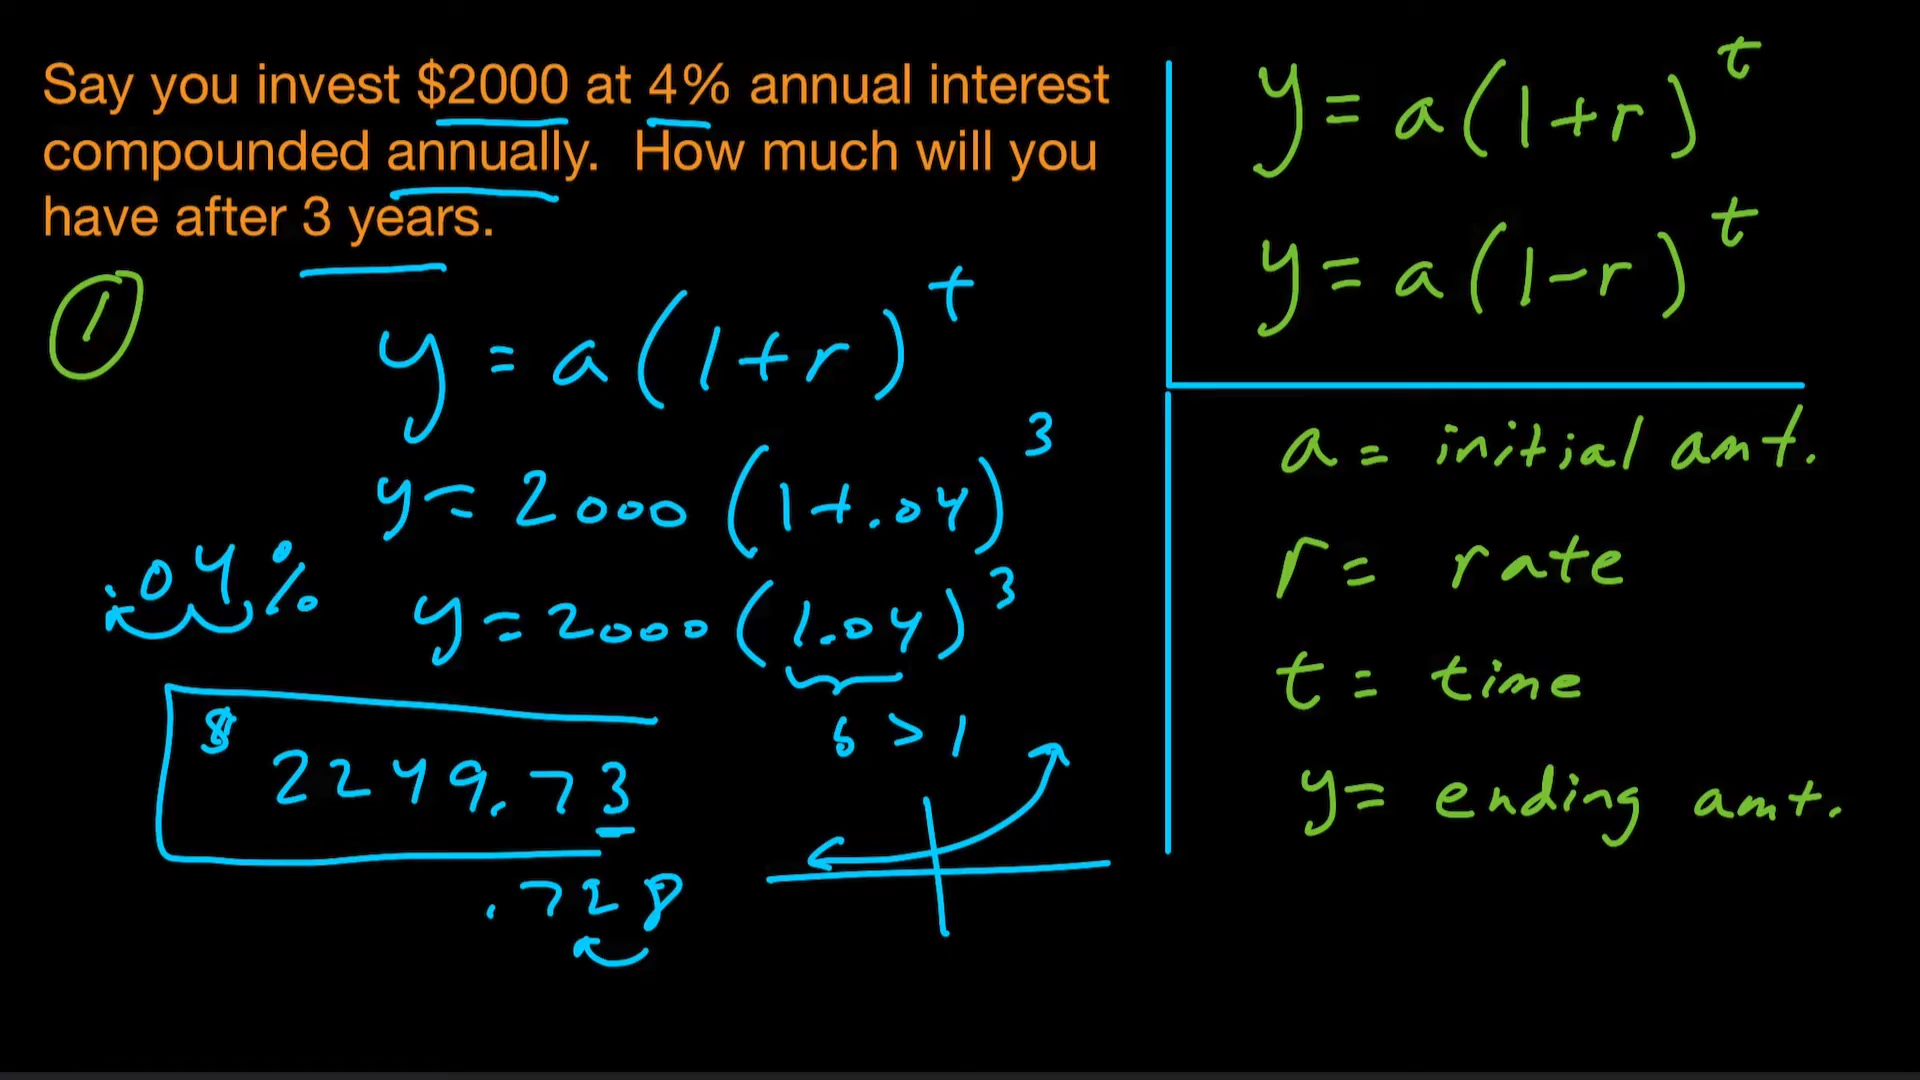 Say you invest $2000 at 4% annual interest
compounded annually. How much will you
have after 3 years.
1
y = a(1+r)^t
y = 2000 (1+.04)^3
.04%
y = 2000 (1.04)^3
b > 1
$ 2249.73
.728
y = a(1+r)^t
y = a(1-r)^t
a = initial amt.
r = rate
t = time
y = ending amt.